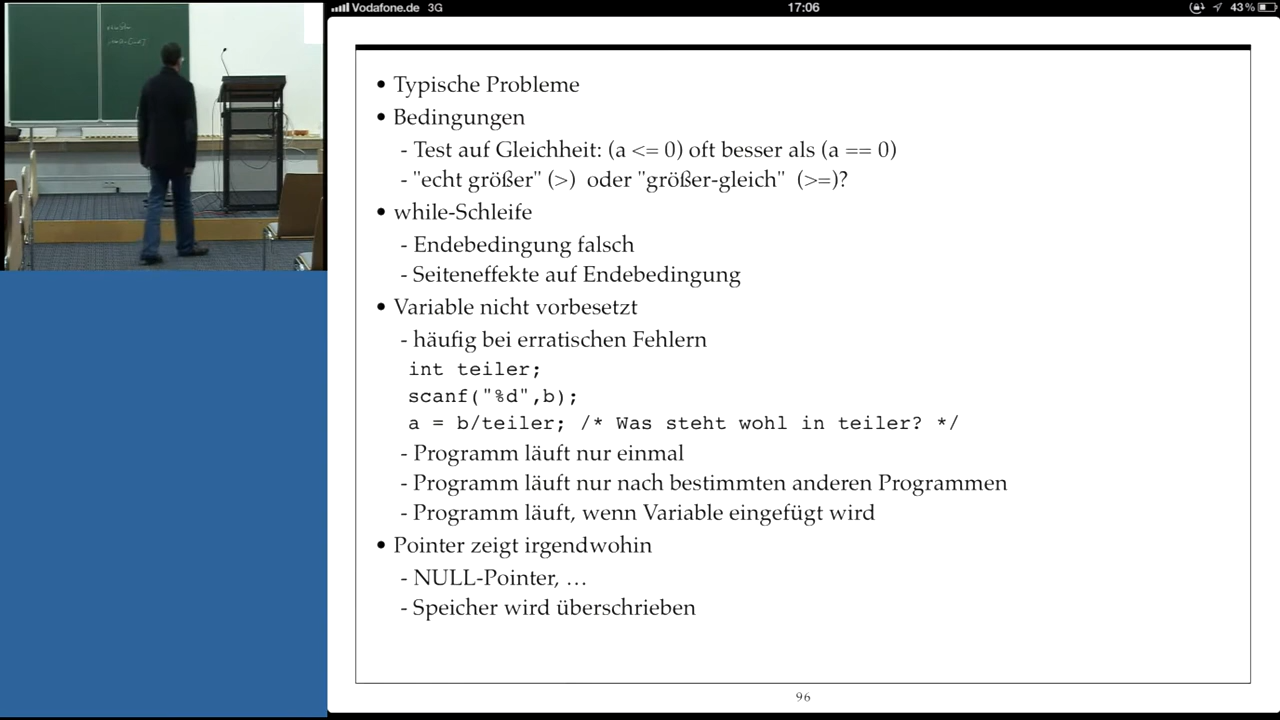 Vodafone.de 3G 17:06 43 %
• Typische Probleme
• Bedingungen
- Test auf Gleichheit: (a <= 0) oft besser als (a == 0)
- "echt größer" (>) oder "größer-gleich" (>=)?
• while-Schleife
- Endebedingung falsch
- Seiteneffekte auf Endebedingung
• Variable nicht vorbesetzt
- häufig bei erratischen Fehlern
int teiler;
scanf("%d",b);
a = b/teiler; /* Was steht wohl in teiler? */
- Programm läuft nur einmal
- Programm läuft nur nach bestimmten anderen Programmen
- Programm läuft, wenn Variable eingefügt wird
• Pointer zeigt irgendwohin
- NULL-Pointer, …
- Speicher wird überschrieben
96